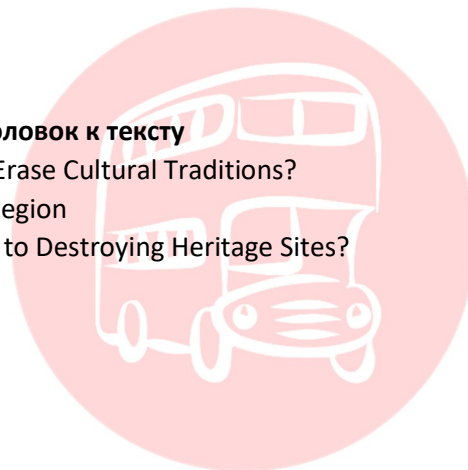 оловок к тексту
Erase Cultural Traditions?
egion
to Destroying Heritage Sites?